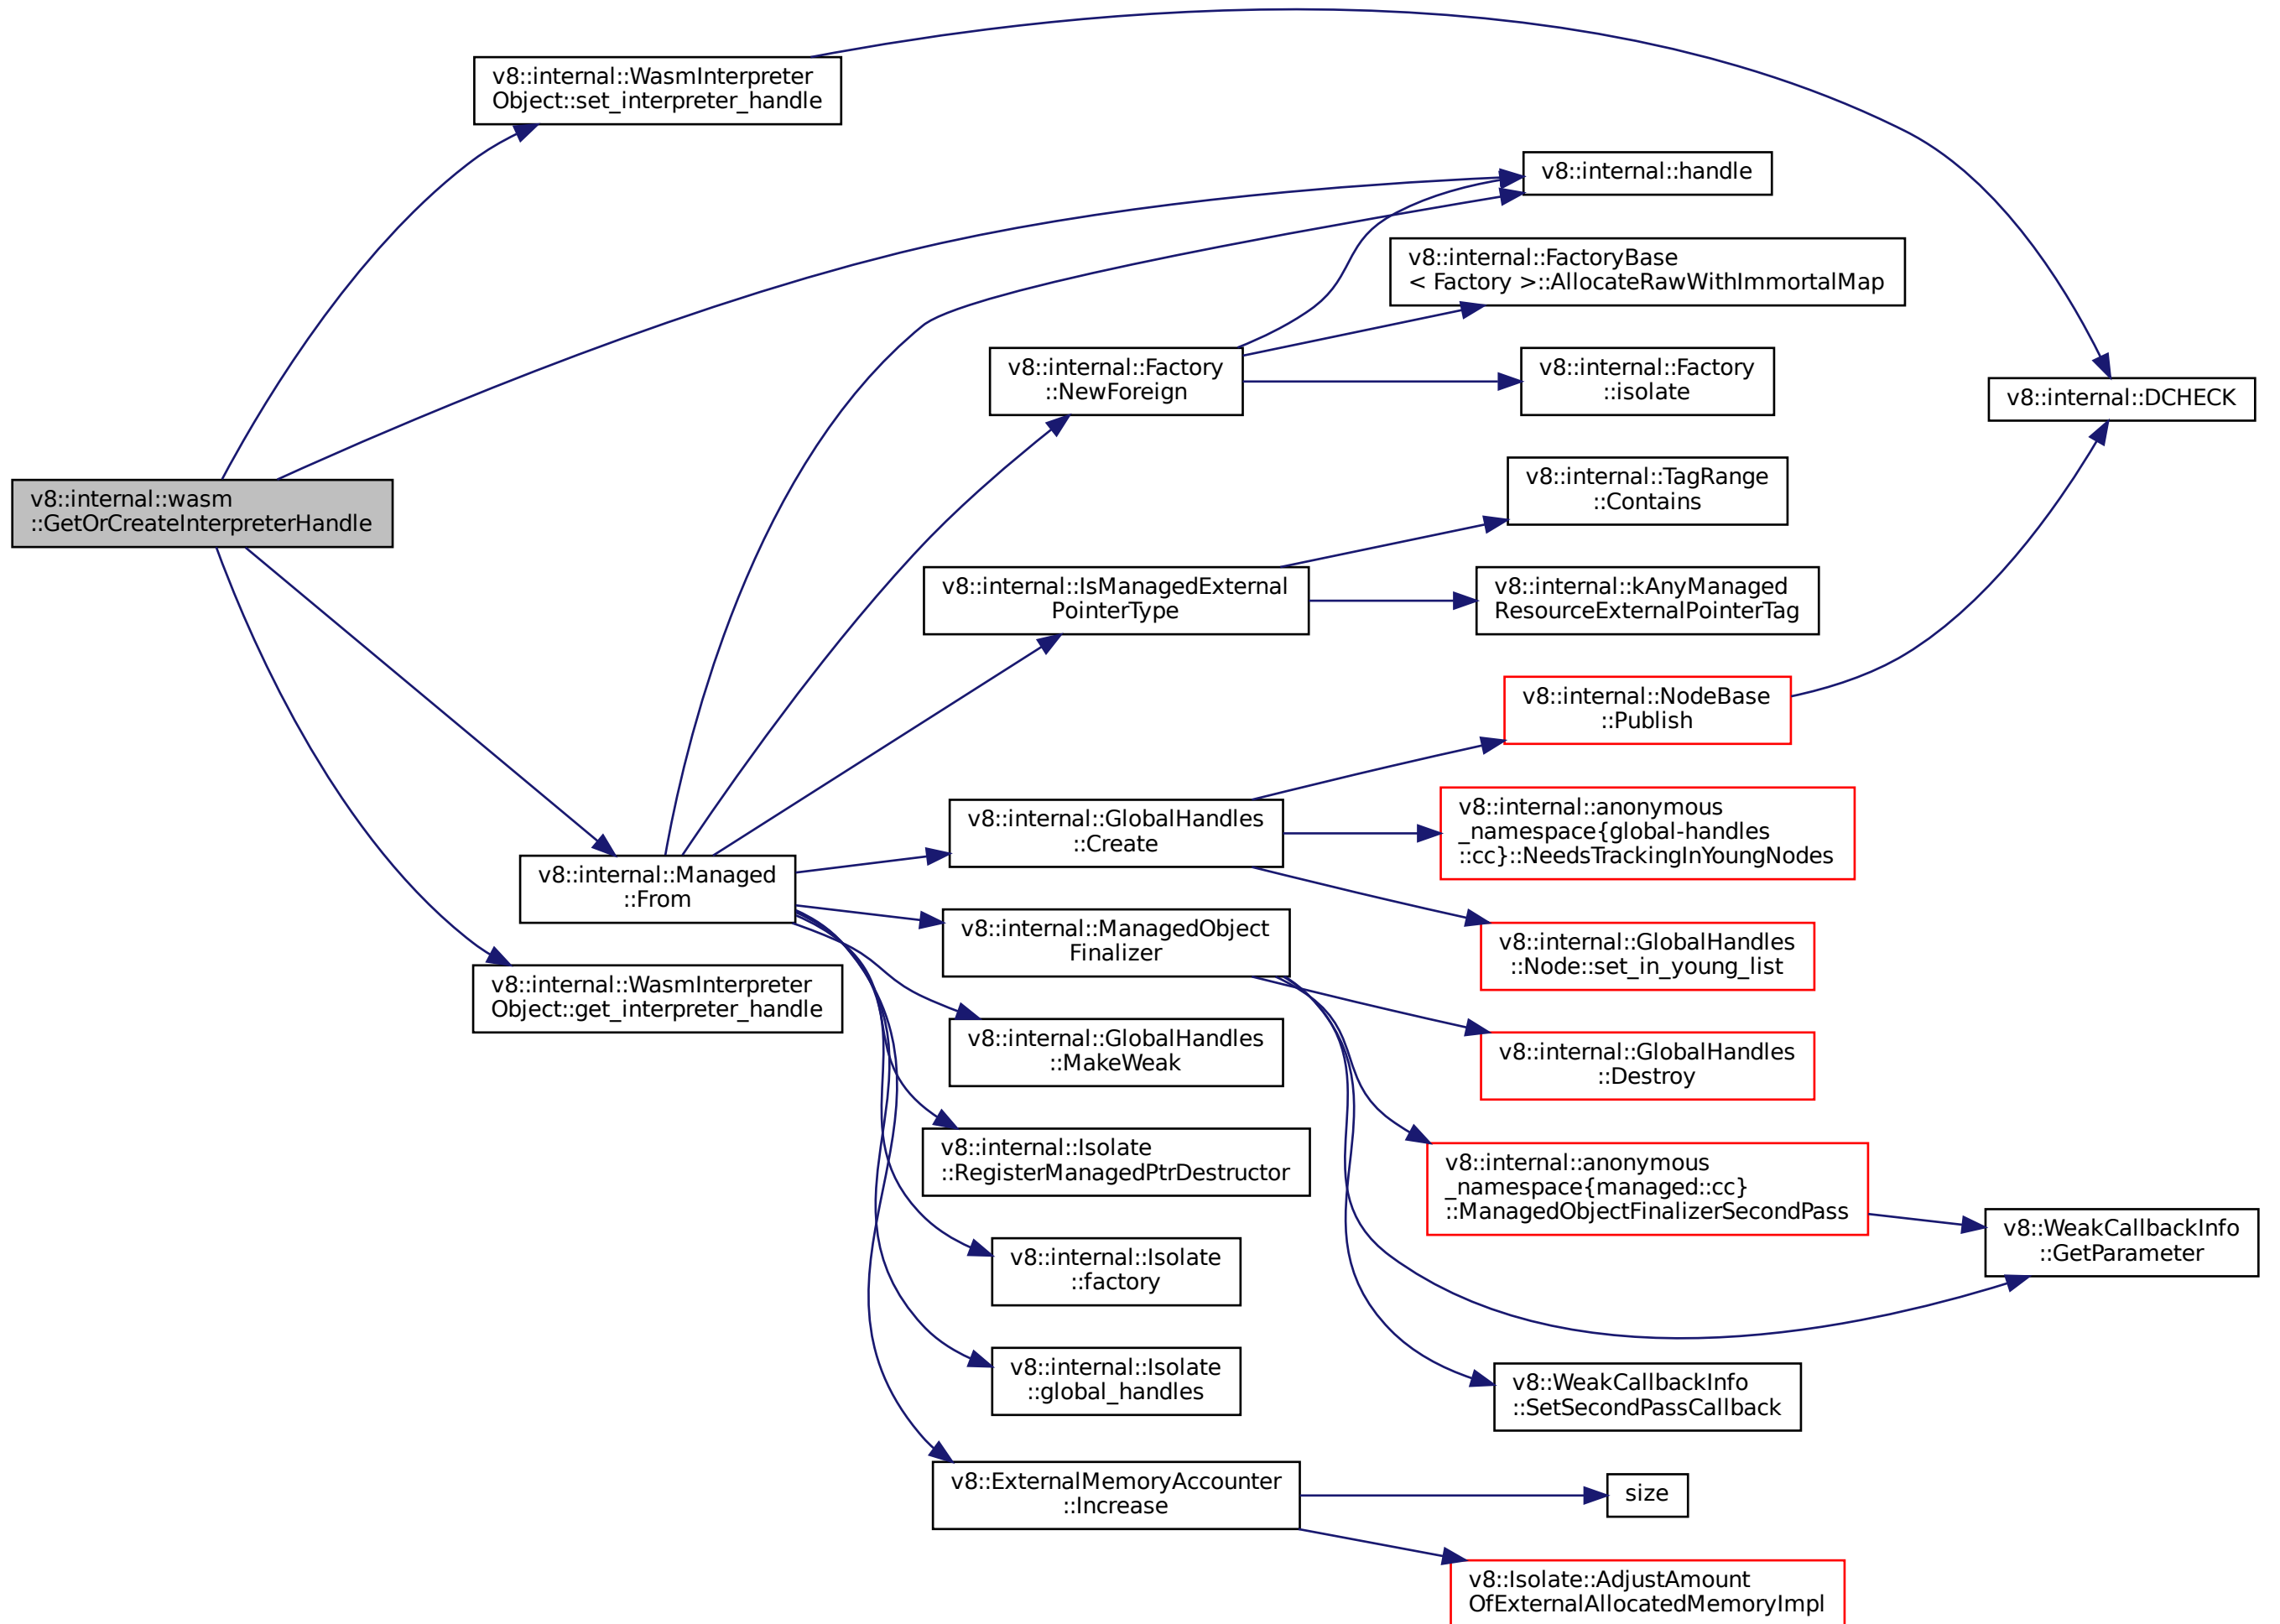 v8::internal::WasmInterpreter
Object::set_interpreter_handle
v8::internal::handle
v8::internal::FactoryBase
< Factory >::AllocateRawWithImmortalMap
v8::internal::Factory
::NewForeign
v8::internal::Factory
::isolate
v8::internal::DCHECK
v8::internal::wasm
::GetOrCreateInterpreterHandle
v8::internal::TagRange
::Contains
v8::internal::IsManagedExternal
PointerType
v8::internal::kAnyManaged
ResourceExternalPointerTag
v8::internal::NodeBase
::Publish
v8::internal::GlobalHandles
::Create
v8::internal::anonymous
_namespace{global-handles
::cc}::NeedsTrackingInYoungNodes
v8::internal::Managed
::From
v8::internal::ManagedObject
Finalizer
v8::internal::GlobalHandles
::Node::set_in_young_list
v8::internal::WasmInterpreter
Object::get_interpreter_handle
v8::internal::GlobalHandles
::MakeWeak
v8::internal::GlobalHandles
::Destroy
v8::internal::Isolate
::RegisterManagedPtrDestructor
v8::internal::anonymous
_namespace{managed::cc}
::ManagedObjectFinalizerSecondPass
v8::WeakCallbackInfo
::GetParameter
v8::internal::Isolate
::factory
v8::internal::Isolate
::global_handles
v8::WeakCallbackInfo
::SetSecondPassCallback
v8::ExternalMemoryAccounter
::Increase
size
v8::Isolate::AdjustAmount
OfExternalAllocatedMemoryImpl